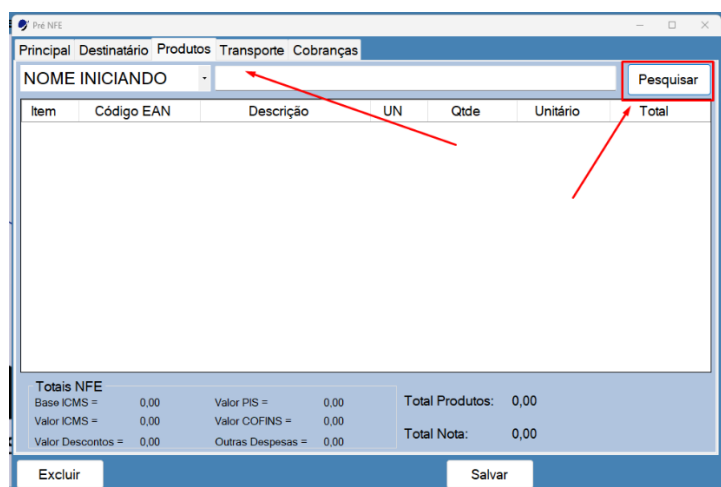 Pré NFE
Principal Destinatário Produtos Transporte Cobranças
NOME INICIANDO Pesquisar
Item Código EAN Descrição UN Qtde Unitário Total
Totais NFE
Base ICMS = 0,00 Valor PIS = 0,00 Total Produtos: 0,00
Valor ICMS = 0,00 Valor COFINS = 0,00
Valor Descontos = 0,00 Outras Despesas = 0,00 Total Nota: 0,00
Excluir Salvar